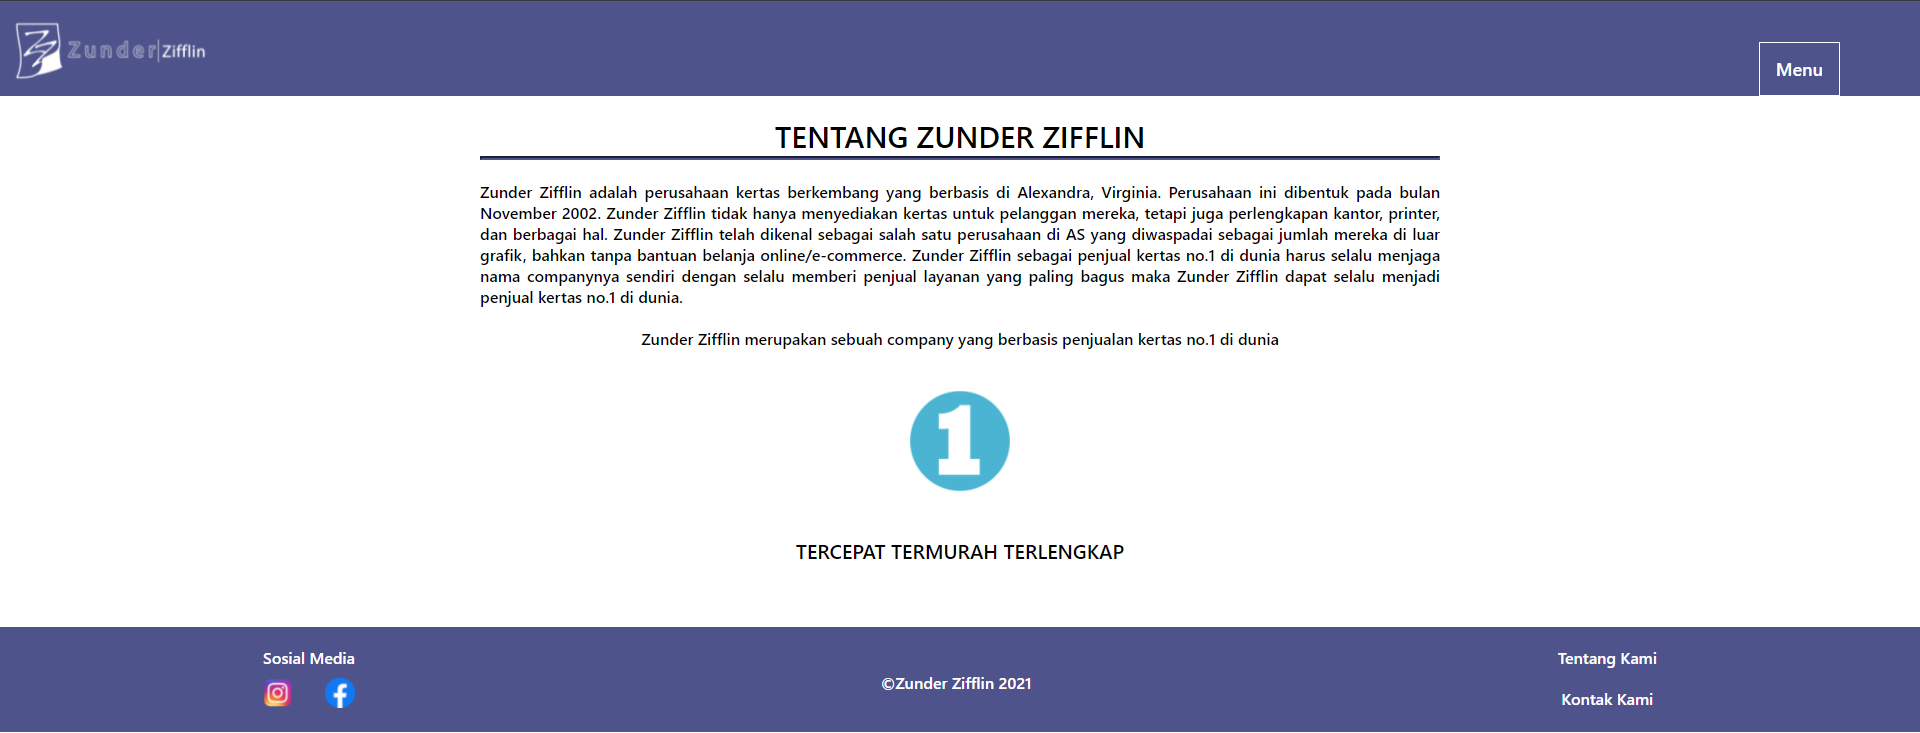 Zunder|Zifflin
Menu
TENTANG ZUNDER ZIFFLIN
Zunder Zifflin adalah perusahaan kertas berkembang yang berbasis di Alexandra, Virginia. Perusahaan ini dibentuk pada bulan
November 2002. Zunder Zifflin tidak hanya menyediakan kertas untuk pelanggan mereka, tetapi juga perlengkapan kantor, printer,
dan berbagai hal. Zunder Zifflin telah dikenal sebagai salah satu perusahaan di AS yang diwaspadai sebagai jumlah mereka di luar
grafik, bahkan tanpa bantuan belanja online/e-commerce. Zunder Zifflin sebagai penjual kertas no.1 di dunia harus selalu menjaga
nama companynya sendiri dengan selalu memberi penjual layanan yang paling bagus maka Zunder Zifflin dapat selalu menjadi
penjual kertas no.1 di dunia.
Zunder Zifflin merupakan sebuah company yang berbasis penjualan kertas no.1 di dunia
1
TERCEPAT TERMURAH TERLENGKAP
Sosial Media
©Zunder Zifflin 2021
Tentang Kami
Kontak Kami